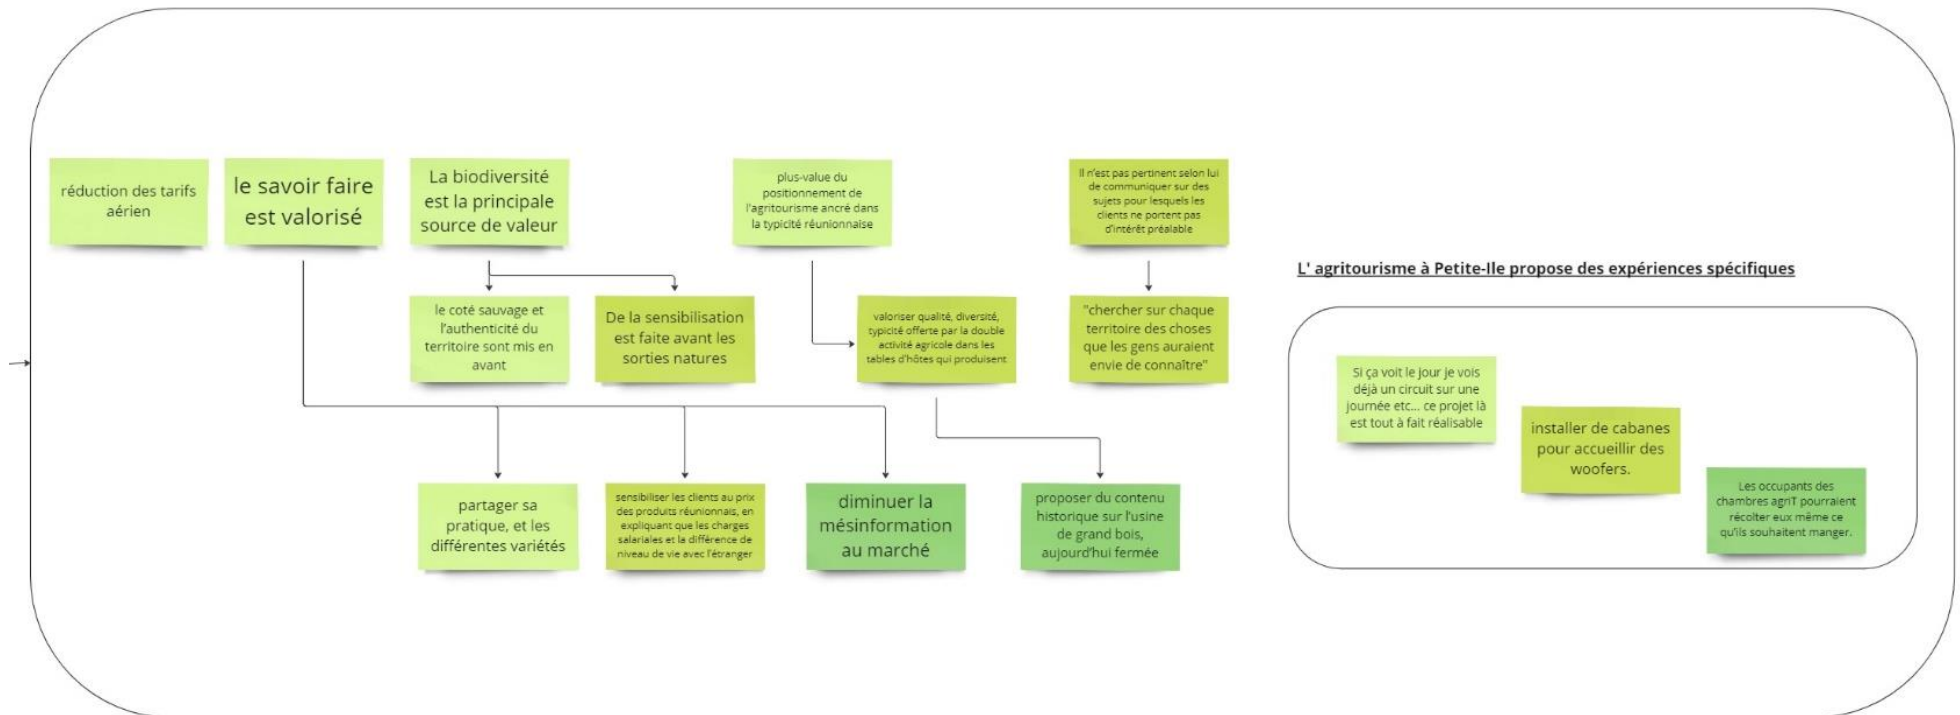 réduction des tarifs
aérien
le savoir faire
est valorisé
La biodiversité
est la principale
source de valeur
plus-value du
positionnement de
l'agritourisme ancré dans
la typicité réunionnaise
Il n'est pas pertinent selon lui
de communiquer sur des
sujets pour lesquels les
clients ne portent pas
d'intérêt préalable
le coté sauvage et
l'authenticité du
territoire sont mis en
avant
De la sensibilisation
est faite avant les
sorties natures
valoriser qualité, diversité,
typicité offerte par la double
activité agricole dans les
tables d'hôtes qui produisent
"chercher sur chaque
territoire des choses
que les gens auraient
envie de connaître"
partager sa
pratique, et les
différentes variétés
sensibiliser les clients au prix
des produits réunionnais, en
expliquant que les charges
salariales et la différence de
niveau de vie avec l'étranger
diminuer la
mésinformation
au marché
proposer du contenu
historique sur l'usine
de grand bois,
aujourd'hui fermée
L' agritourisme à Petite-Ile propose des expériences spécifiques
Si ça voit le jour je vois
déjà un circuit sur une
journée etc... ce projet là
est tout à fait réalisable
installer de cabanes
pour accueillir des
woofers.
Les occupants des
chambres agriT pourraient
récolter eux même ce
qu'ils souhaitent manger.